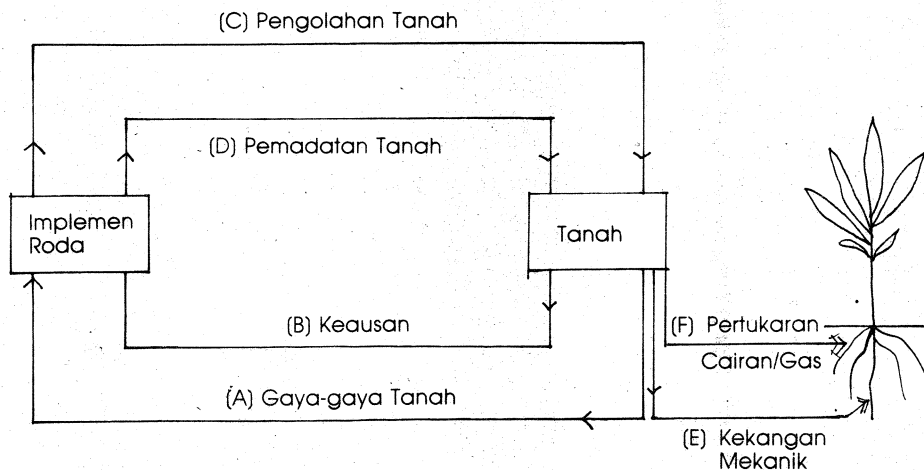 (C) Pengolahan Tanah
(D) Pemadatan Tanah
Implemen
Roda
Tanah
(B) Keausan
(F) Pertukaran
Cairan/Gas
(A) Gaya-gaya Tanah
(E) Kekangan
Mekanik